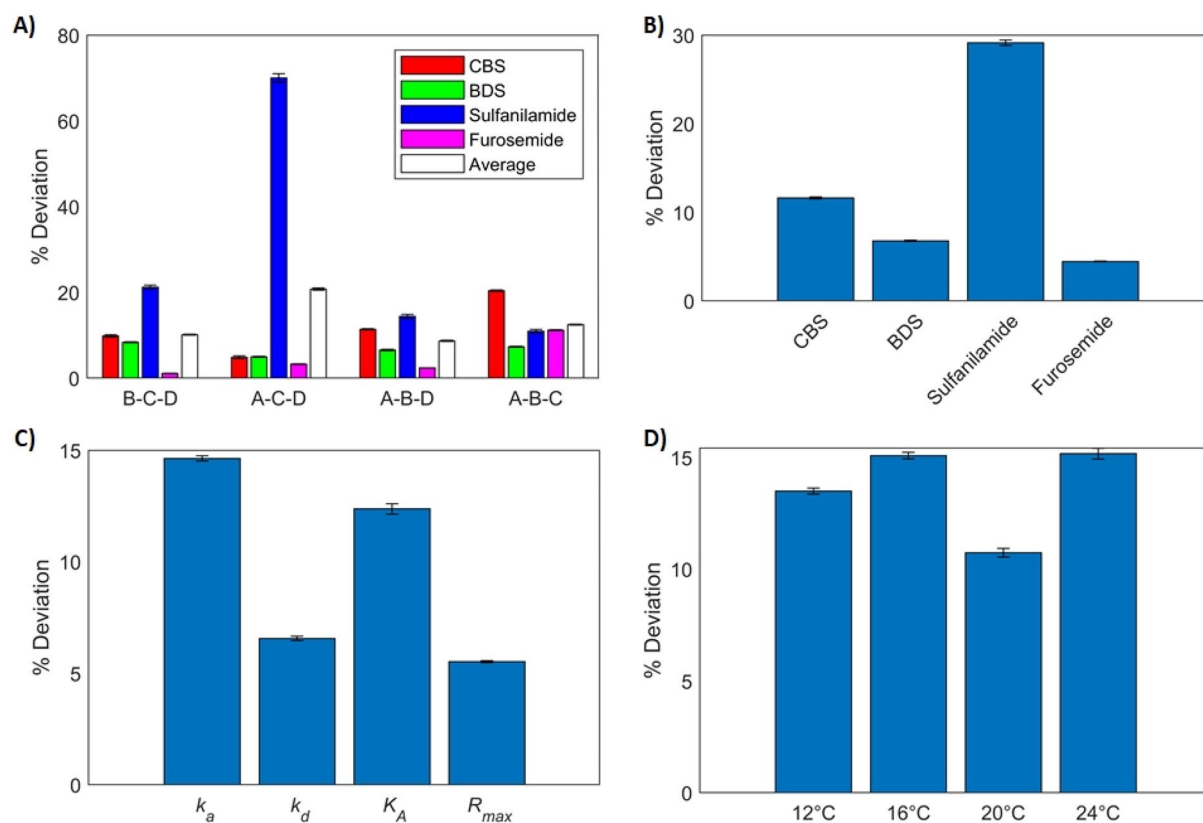 A)
80
60
40
20
0
% Deviation
CBS
BDS
Sulfanilamide
Furosemide
Average
B-C-D A-C-D A-B-D A-B-C
B)
30
20
10
0
% Deviation
CBS BDS Sulfanilamide Furosemide
C)
15
10
5
0
% Deviation
ka kd KA Rmax
D)
15
10
5
0
% Deviation
12°C 16°C 20°C 24°C